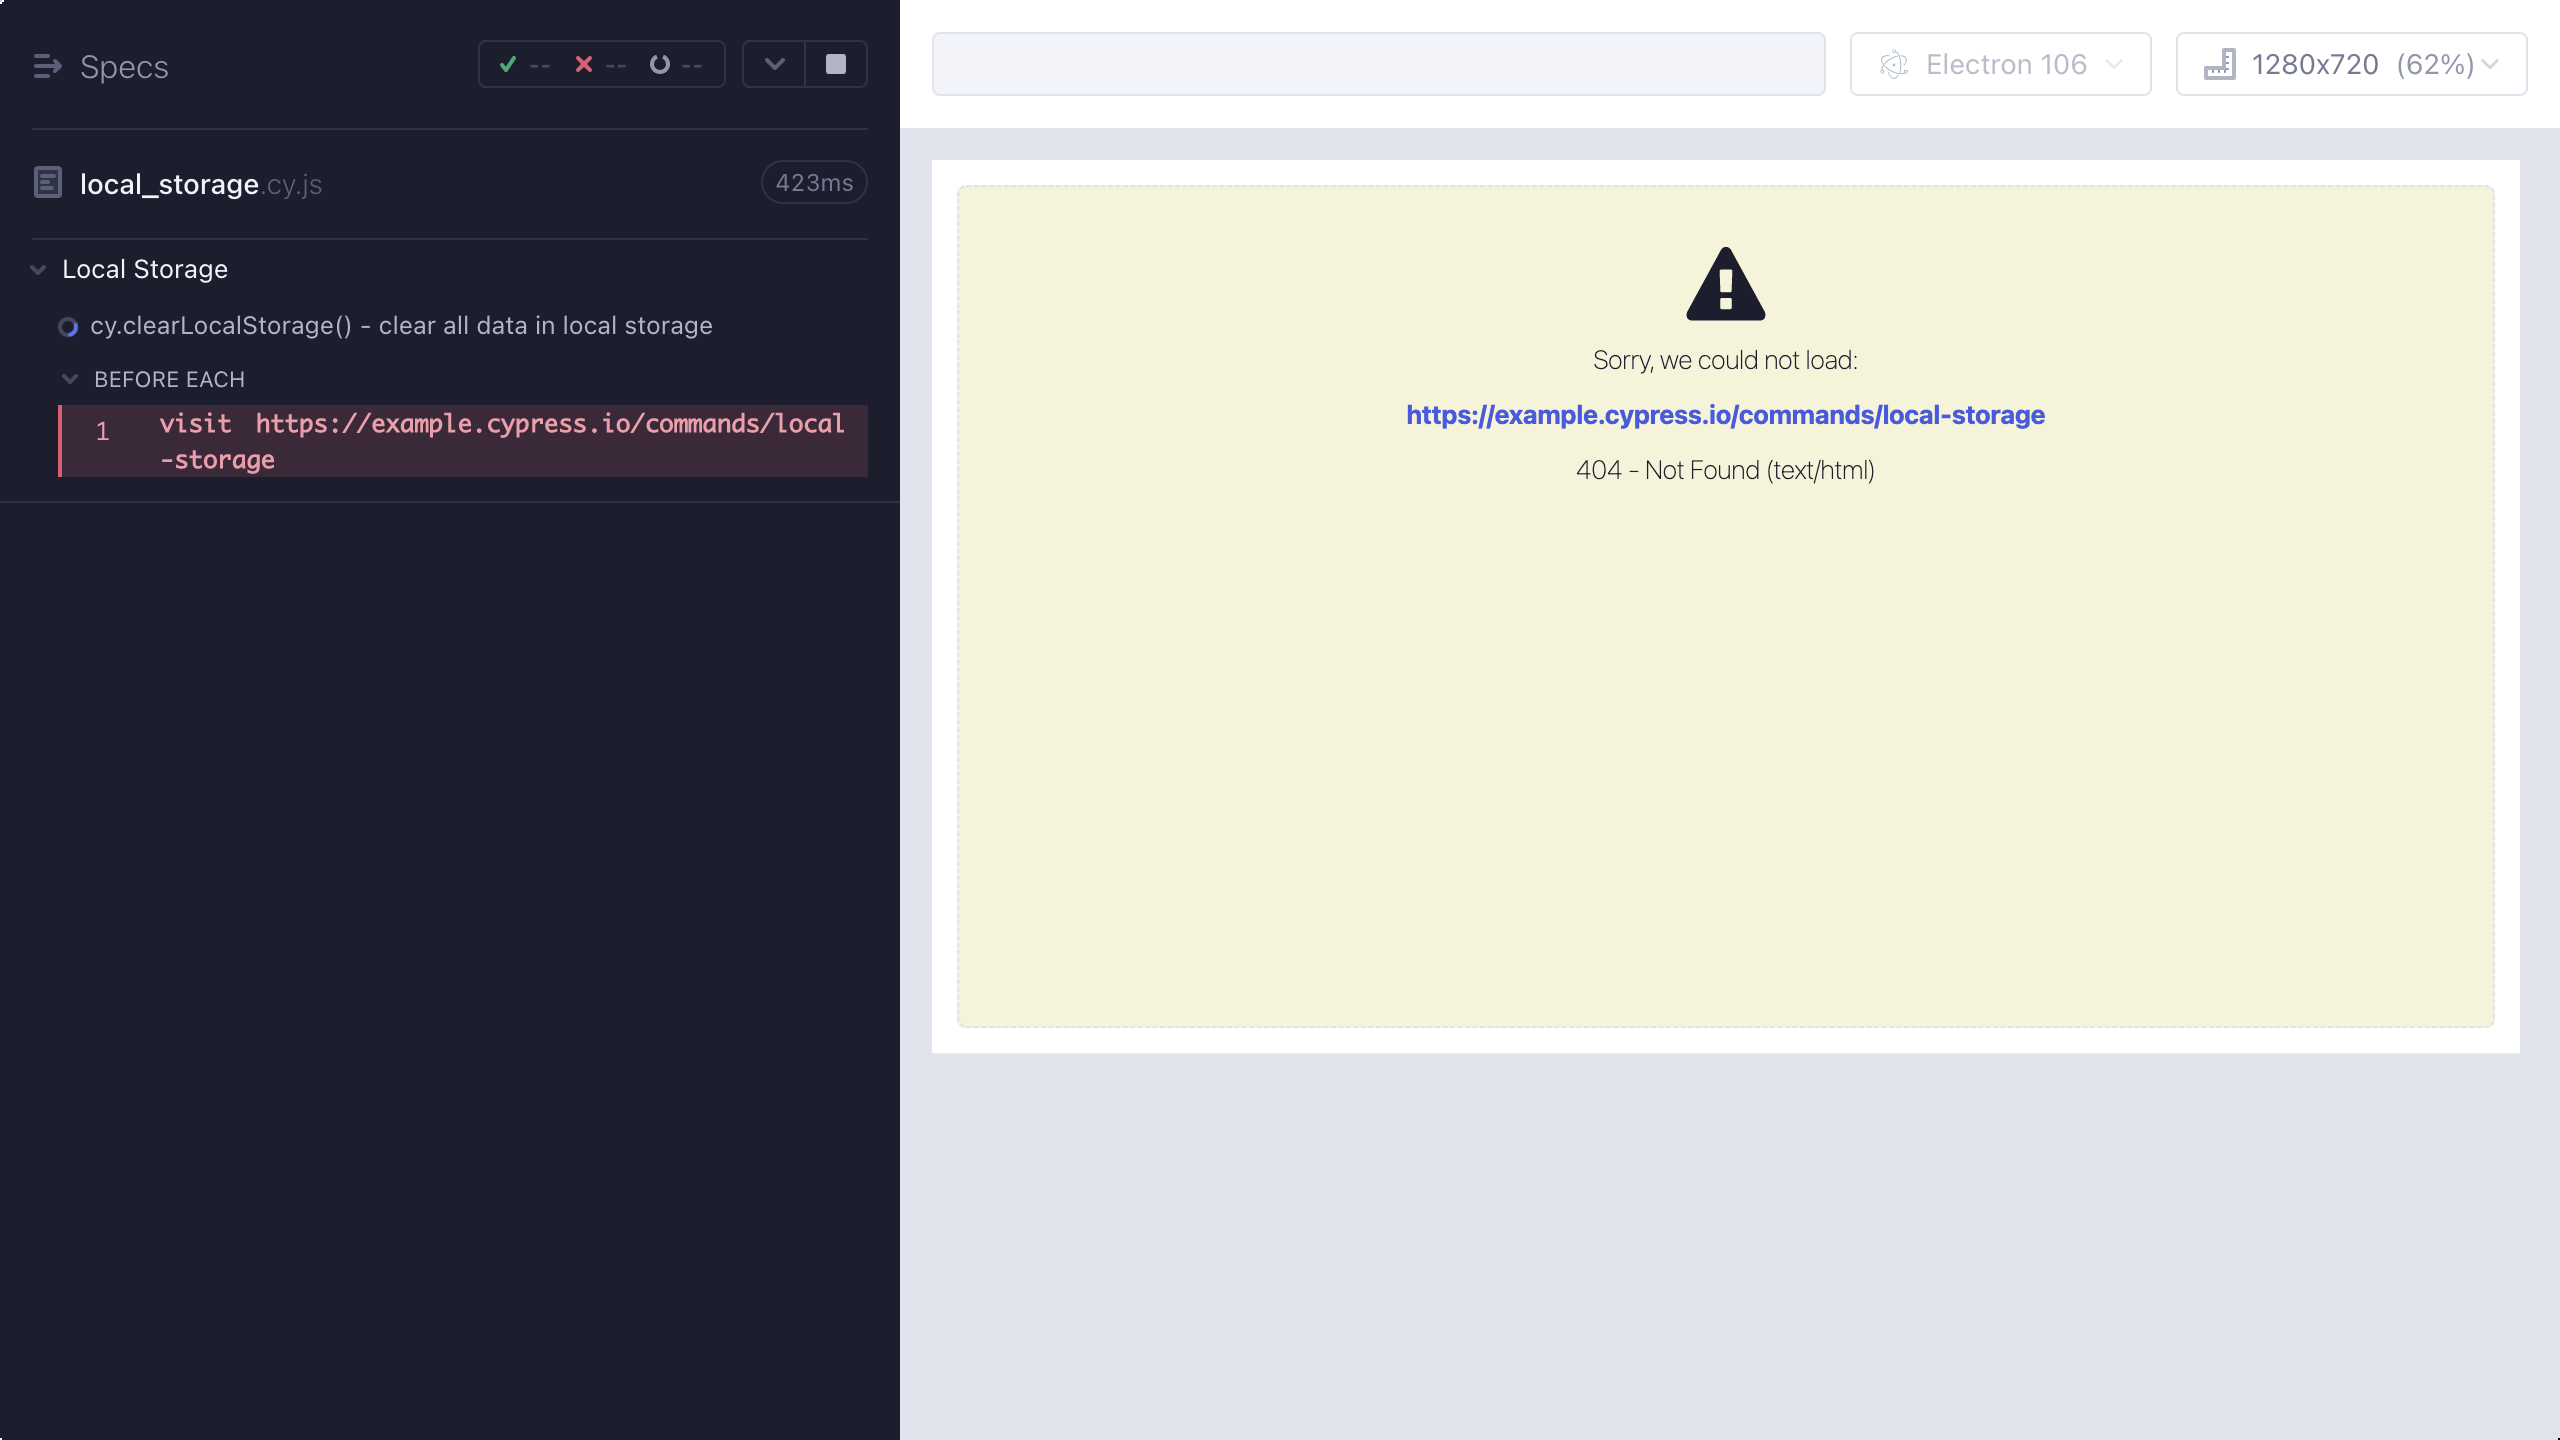 Specs
-- -- --
local_storage.cy.js
423ms
Local Storage
cy.clearLocalStorage() - clear all data in local storage
BEFORE EACH
1 visit https://example.cypress.io/commands/local
-storage
Electron 106
1280x720 (62%)
Sorry, we could not load:
https://example.cypress.io/commands/local-storage
404 - Not Found (text/html)